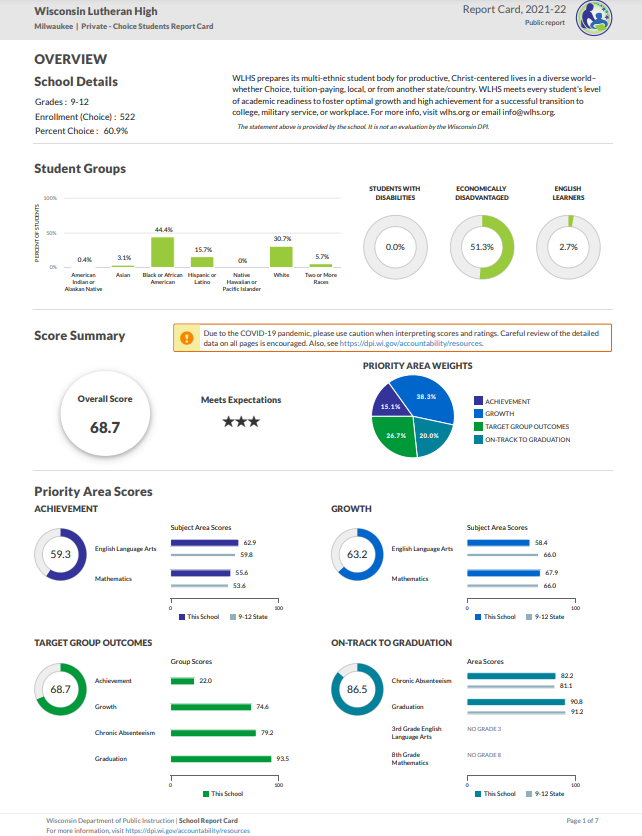 Wisconsin Lutheran High
Milwaukee | Private - Choice Students Report Card
Report Card, 2021-22
Public report
OVERVIEW
School Details
Grades : 9-12
Enrollment (Choice) : 522
Percent Choice : 60.9%
WLHS prepares its multi-ethnic student body for productive, Christ-centered lives in a diverse world–
whether Choice, tuition-paying, local, or from another state/country. WLHS meets every student's level
of academic readiness to foster optimal growth and high achievement for a successful transition to
college, military service, or workplace. For more info, visit wlhs.org or email info@wlhs.org.
The statement above is provided by the school. It is not an evaluation by the Wisconsin DPI.
Student Groups
PERCENT OF STUDENTS
100%
50%
0%
0.4%
3.1%
44.4%
15.7%
0%
30.7%
5.7%
American
Indian or
Alaskan Native
Asian
Black or African
American
Hispanic or
Latino
Native
Hawaiian or
Pacific Islander
White
Two or More
Races
STUDENTS WITH
DISABILITIES
0.0%
ECONOMICALLY
DISADVANTAGED
51.3%
ENGLISH
LEARNERS
2.7%
Score Summary
Due to the COVID-19 pandemic, please use caution when interpreting scores and ratings. Careful review of the detailed
data on all pages is encouraged. Also, see https://dpi.wi.gov/accountability/resources.
Overall Score
68.7
Meets Expectations
★★★
PRIORITY AREA WEIGHTS
38.3%
15.1%
26.7%
20.0%
ACHIEVEMENT
GROWTH
TARGET GROUP OUTCOMES
ON-TRACK TO GRADUATION
Priority Area Scores
ACHIEVEMENT
59.3
Subject Area Scores
English Language Arts
62.9
59.8
Mathematics
55.6
53.6
0
100
This School
9-12 State
GROWTH
63.2
Subject Area Scores
English Language Arts
58.4
66.0
Mathematics
67.9
66.0
0
100
This School
9-12 State
TARGET GROUP OUTCOMES
68.7
Group Scores
Achievement
22.0
Growth
74.6
Chronic Absenteeism
79.2
Graduation
93.5
0
100
This School
ON-TRACK TO GRADUATION
86.5
Area Scores
Chronic Absenteeism
82.2
81.1
Graduation
90.8
91.2
3rd Grade English
Language Arts
NO GRADE 3
8th Grade
Mathematics
NO GRADE 8
0
100
This School
9-12 State
Wisconsin Department of Public Instruction | School Report Card
For more information, visit https://dpi.wi.gov/accountability/resources
Page 1 of 7